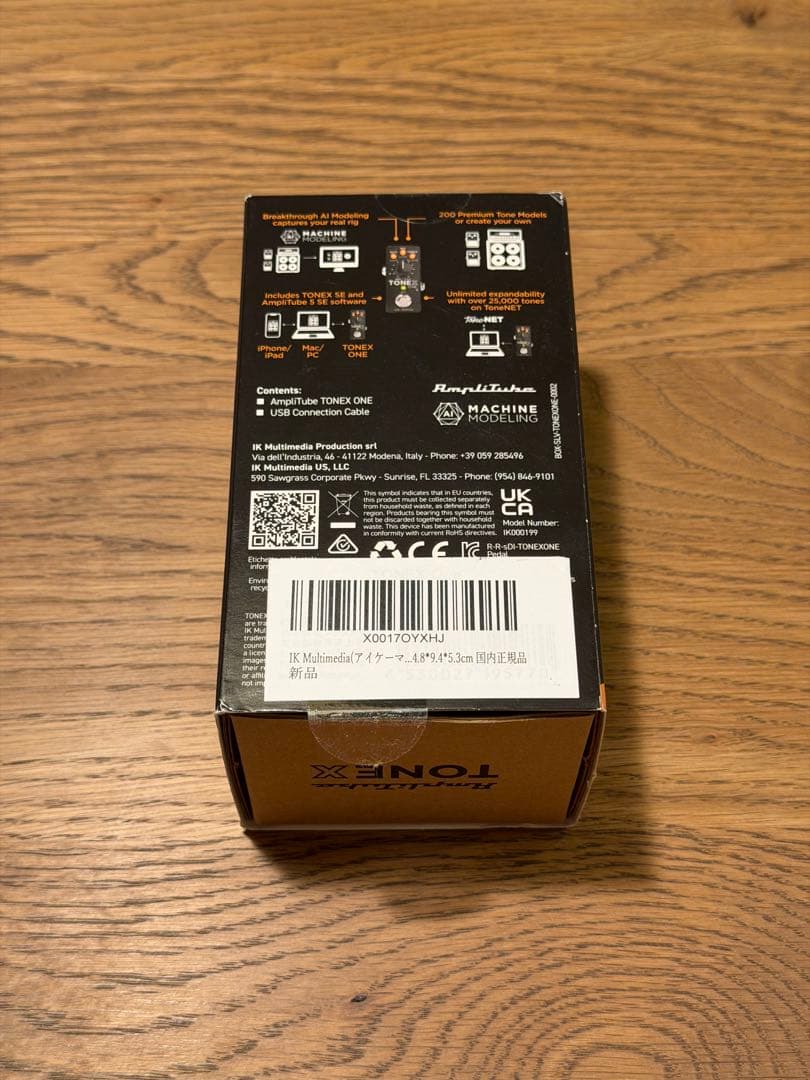 Breakthrough AI Modeling
captures your real rig
AI MACHINE
MODELING
200 Premium Tone Models
or create your own
TONEX
Includes TONEX SE and
AmpliTube 5 SE software
Unlimited expandability
with over 25,000 tones
on ToneNET
ToneNET
iPhone/
iPad
Mac/
PC
TONEX
ONE
Contents:
AmpliTube TONEX ONE
USB Connection Cable
AmpliTube
AI MACHINE
MODELING
BOX-SLV-TONEXONE-0002
IK Multimedia Production srl
Via dell'Industria, 46 - 41122 Modena, Italy - Phone: +39 059 285496
IK Multimedia US, LLC
590 Sawgrass Corporate Pkwy - Sunrise, FL 33325 - Phone: (954) 846-9101
This symbol indicates that in EU countries,
this product must be collected separately
from household waste, as defined in each
region. Products bearing this symbol must
not be discarded together with household
waste. This device has been manufactured
in conformity with current RoHS directives.
UK
CA
Model Number:
IK000199
CE
R-R-sDI-TONEXONE
Pedal
X0017OYXHJ
IK Multimedia(アイケーマ...4.8*9.4*5.3cm 国内正規品
新品
TONEX
AmpliTube